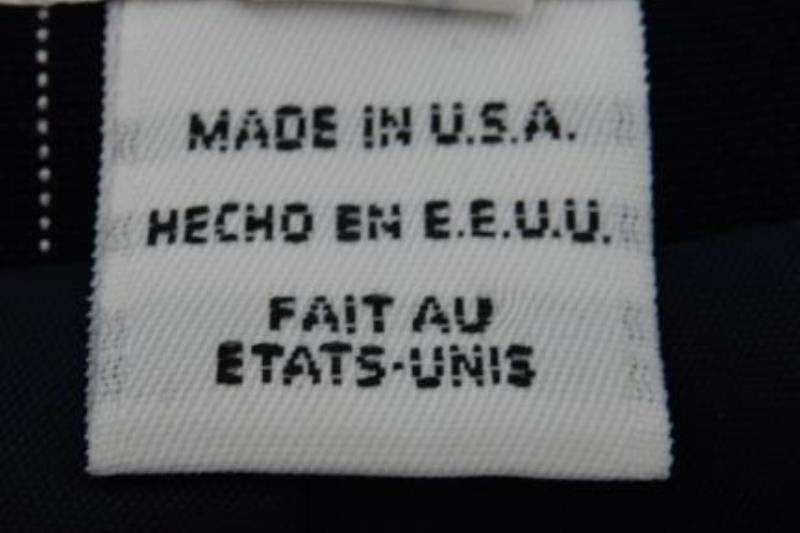 MADE IN U.S.A.
HECHO EN E.E.U.U.
FAIT AU
ETATS-UNIS